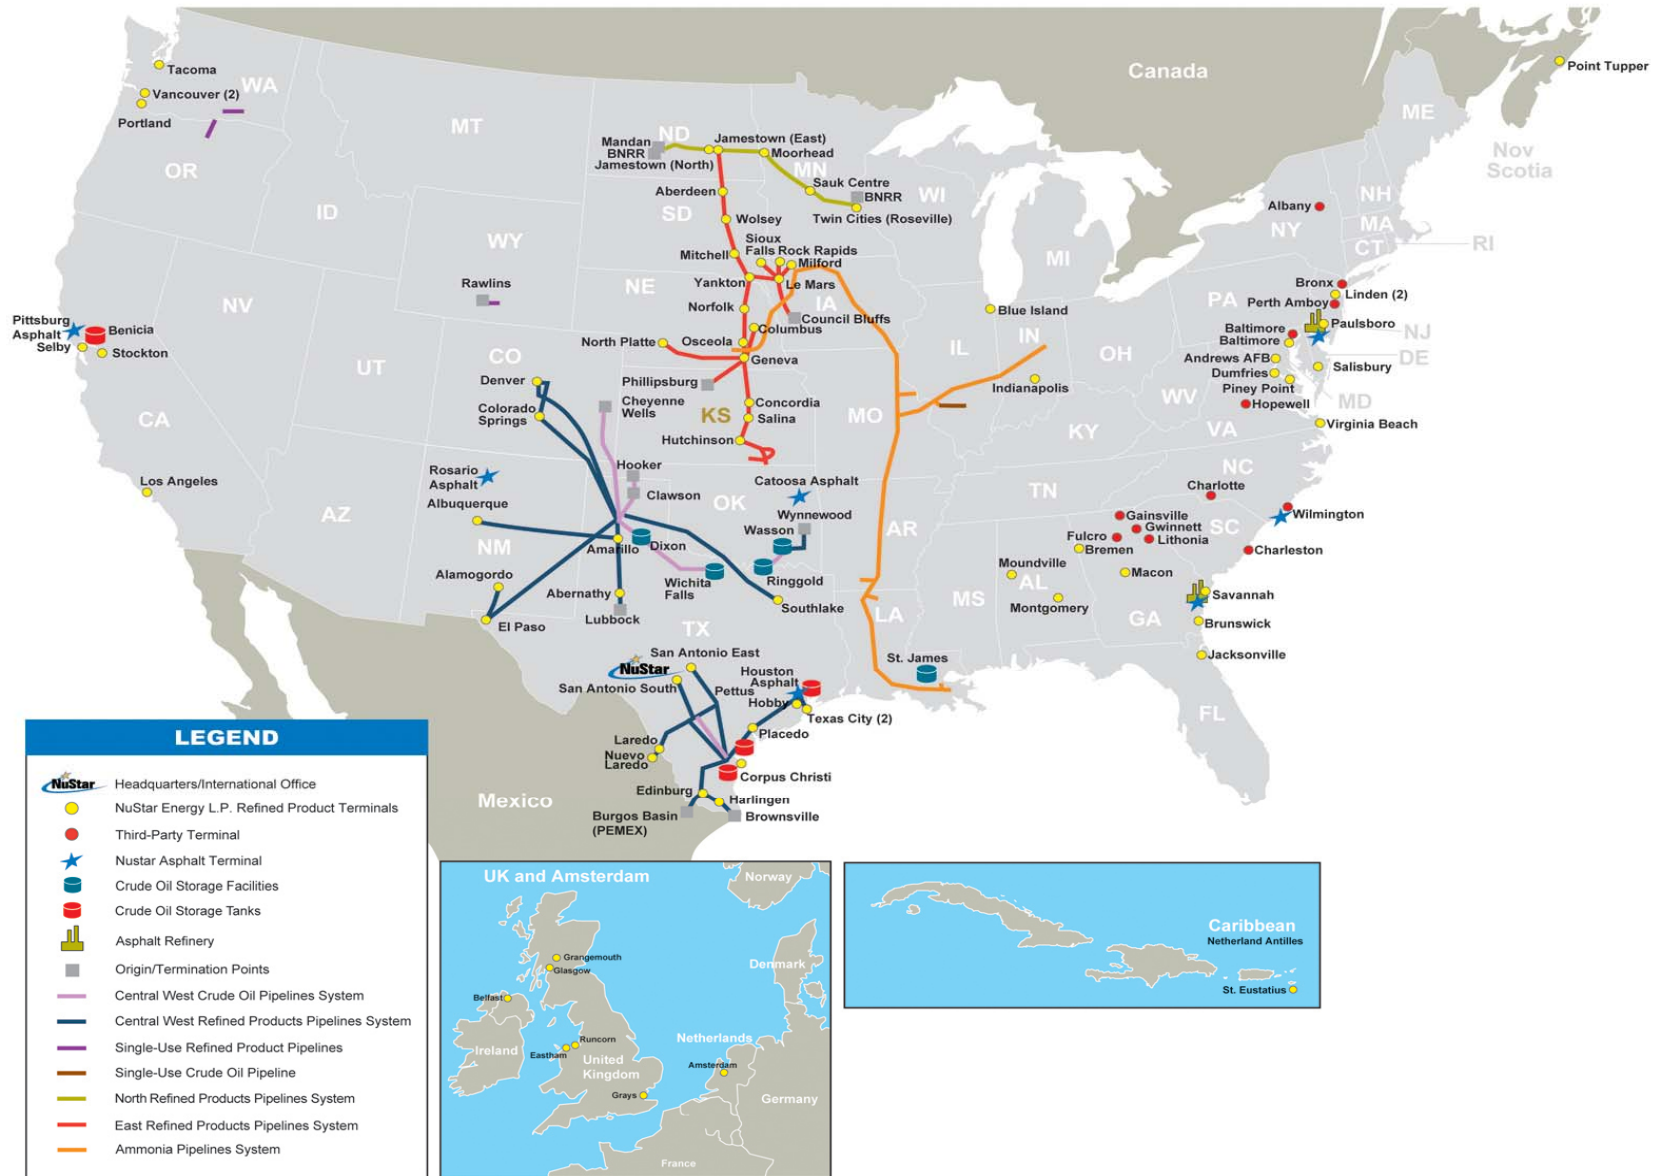 Canada
Point Tupper
Nov
Scotia
Tacoma
WA
Vancouver (2)
Portland
OR
MT
ID
WY
Rawlins
NV
UT
CO
CA
AZ
NM
Pittsburg
Asphalt
Benicia
Selby
Stockton
Los Angeles
ND
Mandan
BNRR
Jamestown (North)
Jamestown (East)
Moorhead
MN
Sauk Centre
BNRR
Twin Cities (Roseville)
WI
Aberdeen
SD
Wolsey
Sioux
Falls
Rock Rapids
Mitchell
Milford
Yankton
Le Mars
NE
IA
Norfolk
Council Bluffs
Columbus
North Platte
Osceola
Geneva
Phillipsburg
Denver
Cheyenne
Wells
Colorado
Springs
KS
Concordia
Salina
Hutchinson
MO
Hooker
Clawson
Rosario
Asphalt
Albuquerque
OK
Catoosa Asphalt
Wynnewood
Wasson
Amarillo
Dixon
Alamogordo
Abernathy
Wichita
Falls
Ringgold
Southlake
El Paso
Lubbock
TX
AR
LA
MS
St. James
NuStar
San Antonio East
San Antonio South
Pettus
Houston
Asphalt
Hobby
Texas City (2)
Placedo
Laredo
Nuevo
Laredo
Corpus Christi
Edinburg
Harlingen
Burgos Basin
(PEMEX)
Brownsville
Mexico
MI
Blue Island
IL
IN
OH
Indianapolis
KY
TN
WV
VA
NC
SC
AL
GA
FL
ME
NH
MA
CT
RI
NY
Albany
PA
Bronx
Linden (2)
Perth Amboy
Paulsboro
NJ
Baltimore
Baltimore
DE
Andrews AFB
Salisbury
Dumfries
Piney Point
MD
Hopewell
Virginia Beach
Charlotte
Wilmington
Gainsville
Gwinnett
Fulcro
Lithonia
Bremen
Charleston
Moundville
Macon
Montgomery
Savannah
Brunswick
Jacksonville
LEGEND
NuStar
Headquarters/International Office
NuStar Energy L.P. Refined Product Terminals
Third-Party Terminal
Nustar Asphalt Terminal
Crude Oil Storage Facilities
Crude Oil Storage Tanks
Asphalt Refinery
Origin/Termination Points
Central West Crude Oil Pipelines System
Central West Refined Products Pipelines System
Single-Use Refined Product Pipelines
Single-Use Crude Oil Pipeline
North Refined Products Pipelines System
East Refined Products Pipelines System
Ammonia Pipelines System
UK and Amsterdam
Norway
Grangemouth
Glasgow
Denmark
Belfast
Runcorn
Eastham
Ireland
United
Kingdom
Netherlands
Amsterdam
Grays
Germany
France
Caribbean
Netherland Antilles
St. Eustatius